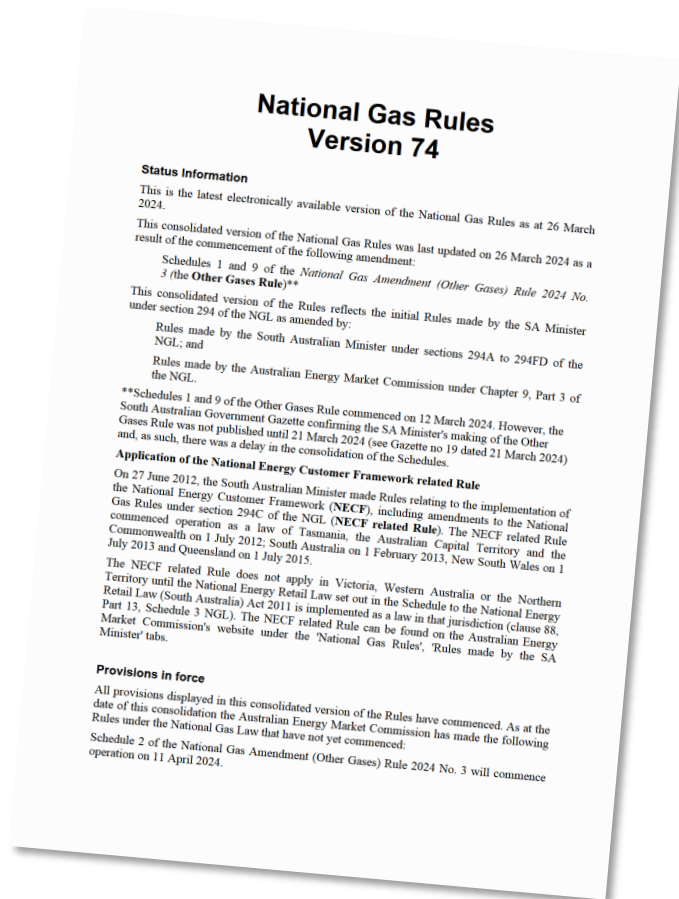 National Gas Rules
Version 74
Status Information
This is the latest electronically available version of the National Gas Rules as at 26 March
2024.
This consolidated version of the National Gas Rules was last updated on 26 March 2024 as a
result of the commencement of the following amendment:
Schedules 1 and 9 of the National Gas Amendment (Other Gases) Rule 2024 No.
3 (the Other Gases Rule)**
This consolidated version of the Rules reflects the initial Rules made by the SA Minister
under section 294 of the NGL as amended by:
Rules made by the South Australian Minister under sections 294A to 294FD of the
NGL; and
Rules made by the Australian Energy Market Commission under Chapter 9, Part 3 of
the NGL.
**Schedules 1 and 9 of the Other Gases Rule commenced on 12 March 2024. However, the
South Australian Government Gazette confirming the SA Minister's making of the Other
Gases Rule was not published until 21 March 2024 (see Gazette no 19 dated 21 March 2024)
and, as such, there was a delay in the consolidation of the Schedules.
Application of the National Energy Customer Framework related Rule
On 27 June 2012, the South Australian Minister made Rules relating to the implementation of
the National Energy Customer Framework (NECF), including amendments to the National
Gas Rules under section 294C of the NGL (NECF related Rule). The NECF related Rule
commenced operation as a law of Tasmania, the Australian Capital Territory and the
Commonwealth on 1 July 2012; South Australia on 1 February 2013, New South Wales on 1
July 2013 and Queensland on 1 July 2015.
The NECF related Rule does not apply in Victoria, Western Australia or the Northern
Territory until the National Energy Retail Law set out in the Schedule to the National Energy
Retail Law (South Australia) Act 2011 is implemented as a law in that jurisdiction (clause 88,
Part 13, Schedule 3 NGL). The NECF related Rule can be found on the Australian Energy
Market Commission's website under the 'National Gas Rules', 'Rules made by the SA
Minister' tabs.
Provisions in force
All provisions displayed in this consolidated version of the Rules have commenced. As at the
date of this consolidation the Australian Energy Market Commission has made the following
Rules under the National Gas Law that have not yet commenced:
Schedule 2 of the National Gas Amendment (Other Gases) Rule 2024 No. 3 will commence
operation on 11 April 2024.